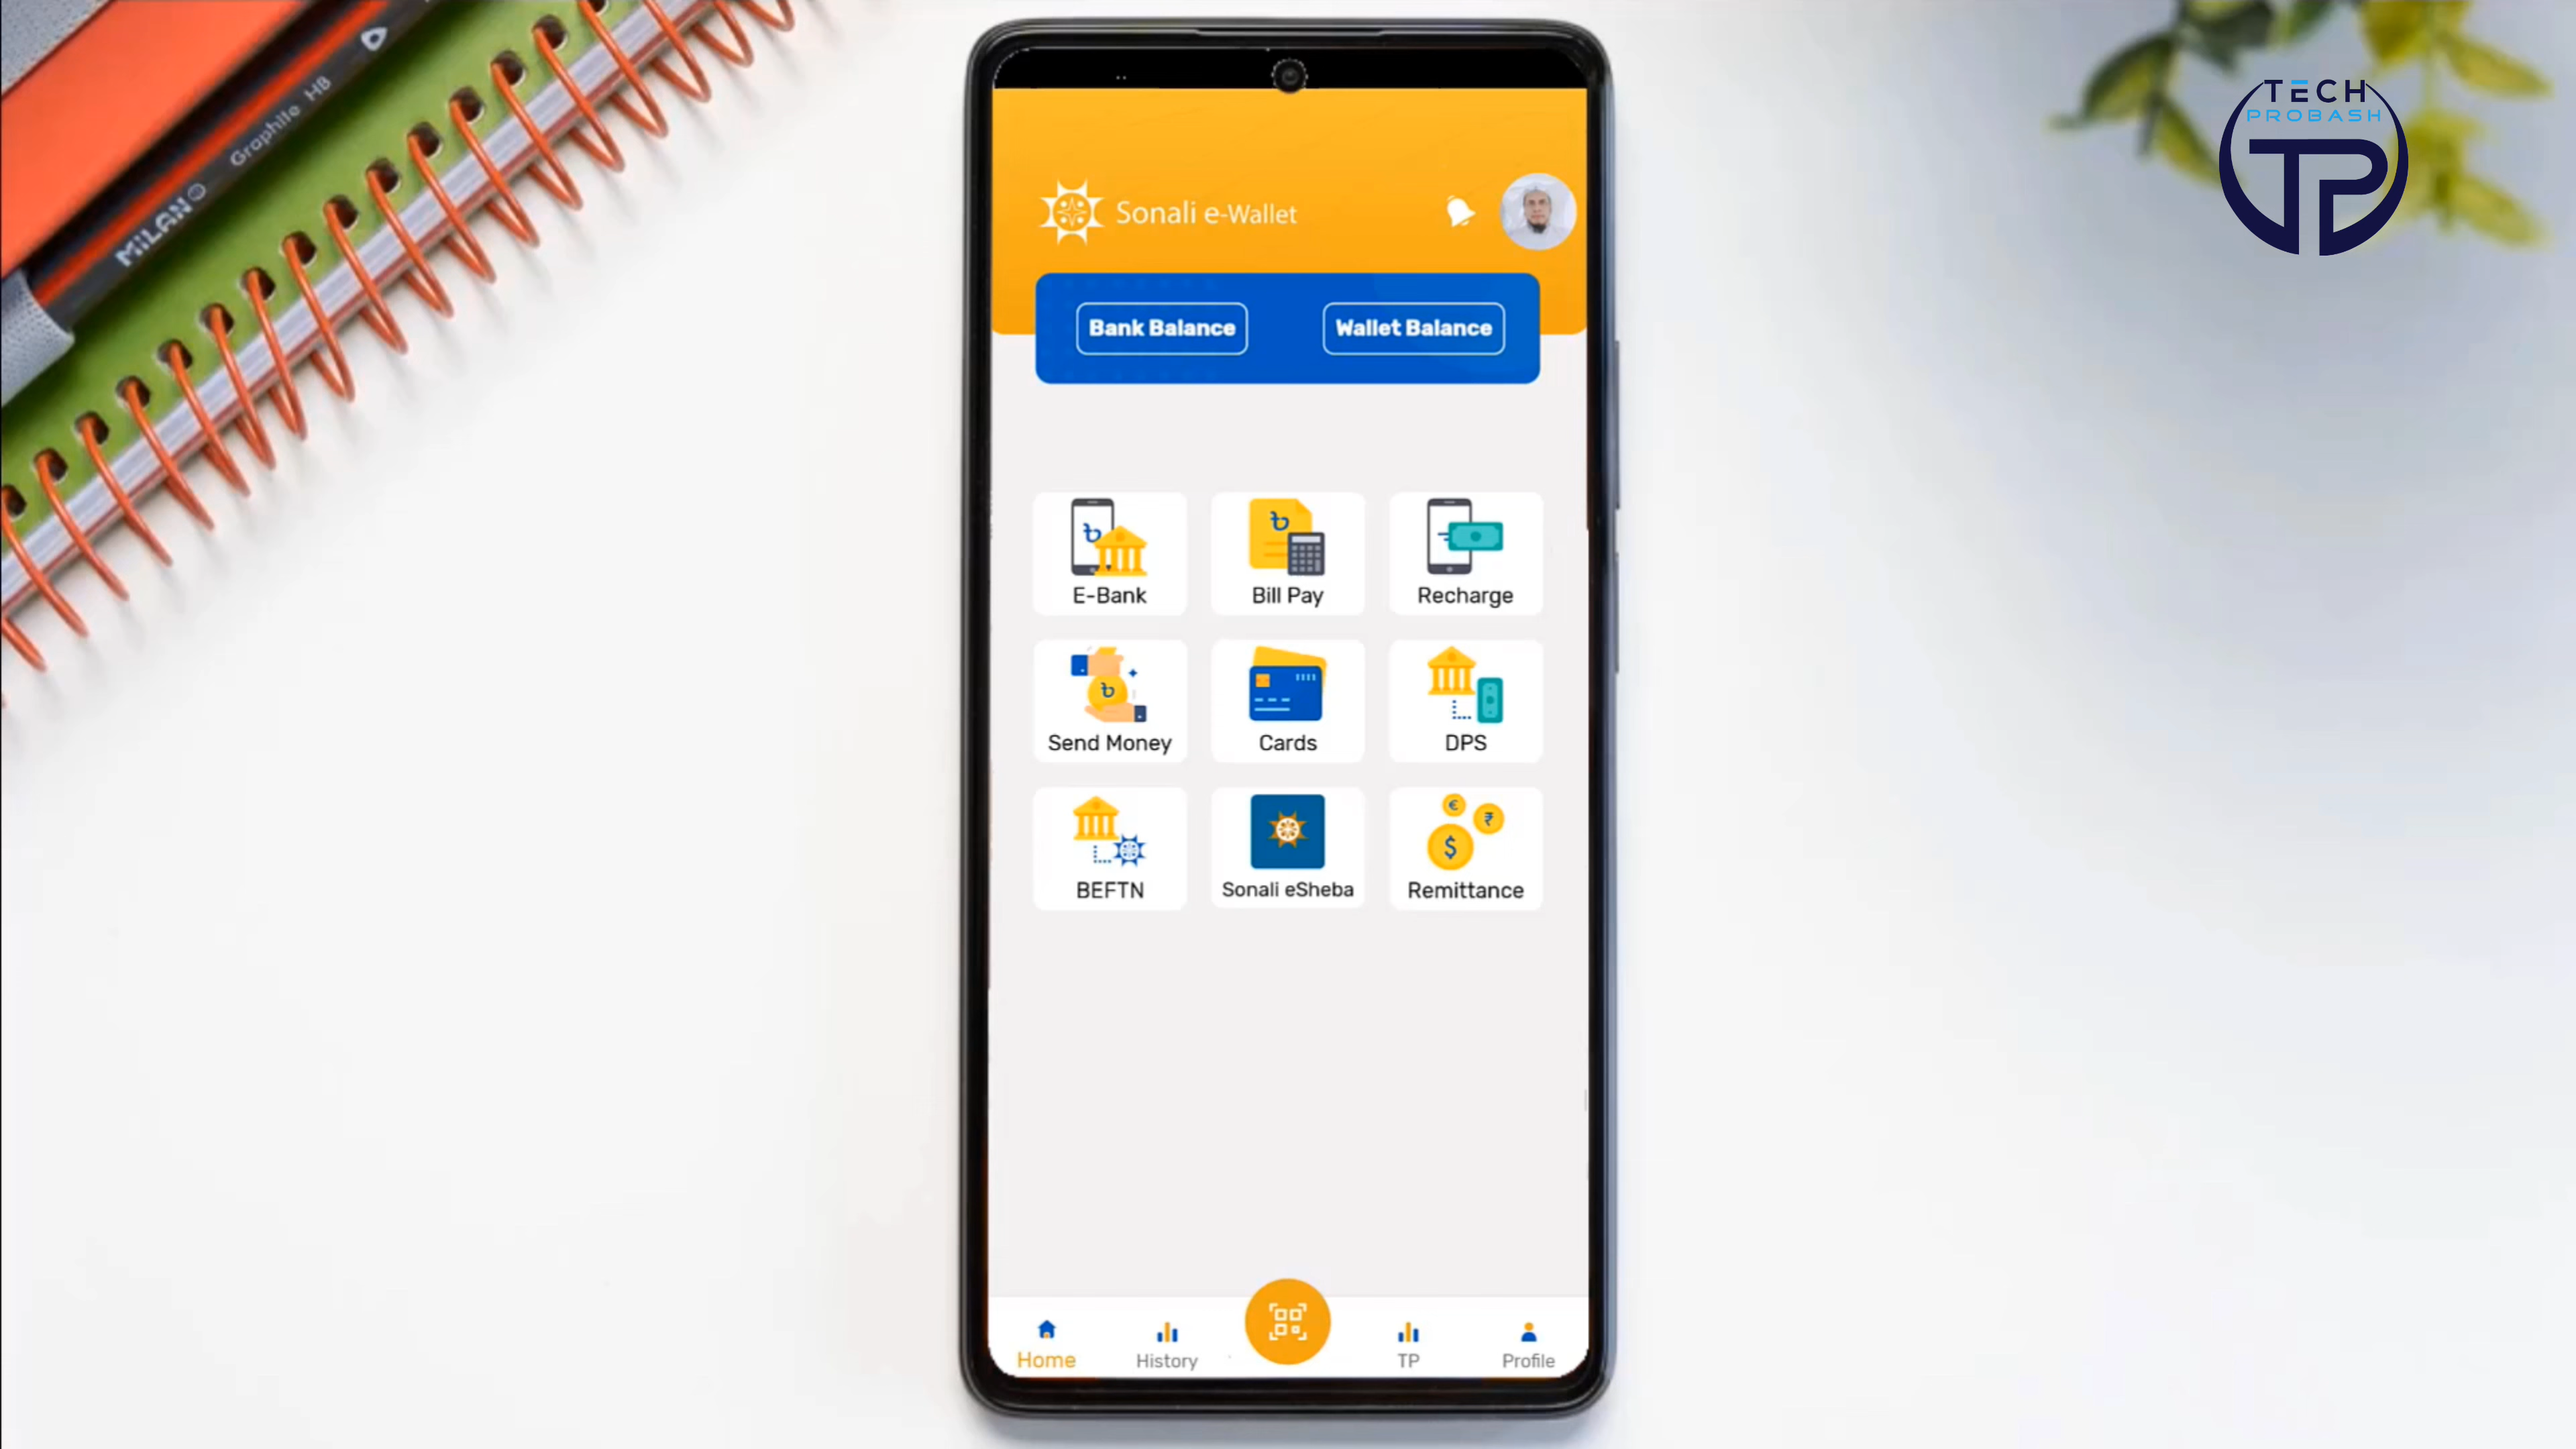 MILAN Graphite HB
TECH
PROBASH
TP
Sonali e-Wallet
Bank Balance
Wallet Balance
৳
E-Bank
৳
Bill Pay
Recharge
৳
Send Money
Cards
DPS
BEFTN
Sonali eSheba
€
₹
$
Remittance
Home
History
TP
Profile